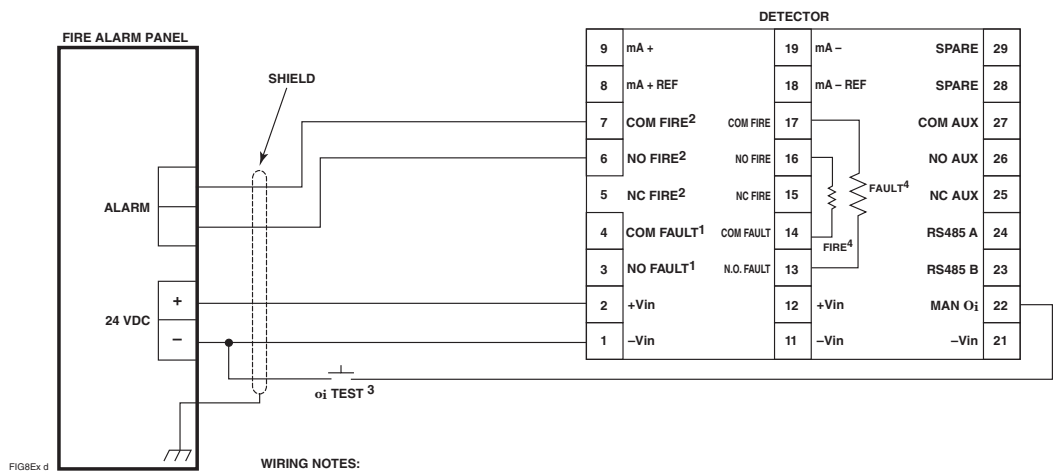 DETECTOR
FIRE ALARM PANEL
SHIELD
9 mA + 19 mA – SPARE 29
8 mA + REF 18 mA – REF SPARE 28
7 COM FIRE2 COM FIRE 17 COM AUX 27
6 NO FIRE2 NO FIRE 16 NO AUX 26
FAULT4
5 NC FIRE2 NC FIRE 15 NC AUX 25
ALARM
4 COM FAULT1 COM FAULT 14 RS485 A 24
FIRE4
3 NO FAULT1 N.O. FAULT 13 RS485 B 23
+ 2 +Vin 12 +Vin MAN Oi 22
24 VDC
– 1 –Vin 11 –Vin –Vin 21
oi TEST 3
FIG8Ex d
WIRING NOTES: